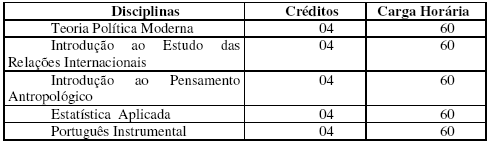 Disciplinas Créditos Carga Horária
Teoria Política Moderna 04 60
Introdução ao Estudo das 04 60
Relações Internacionais
Introdução ao Pensamento 04 60
Antropológico
Estatística Aplicada 04 60
Português Instrumental 04 60